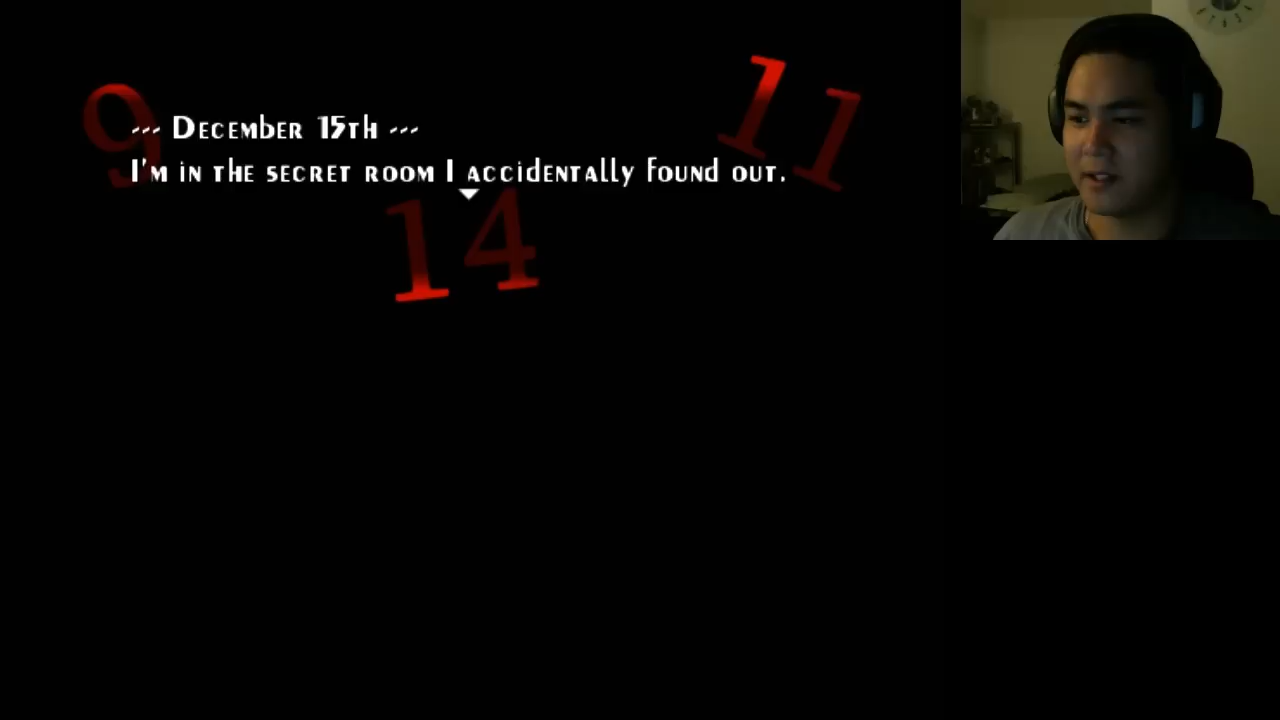 9
11
--- December 15th ---
I'm in the secret room I accidentally found out.
14